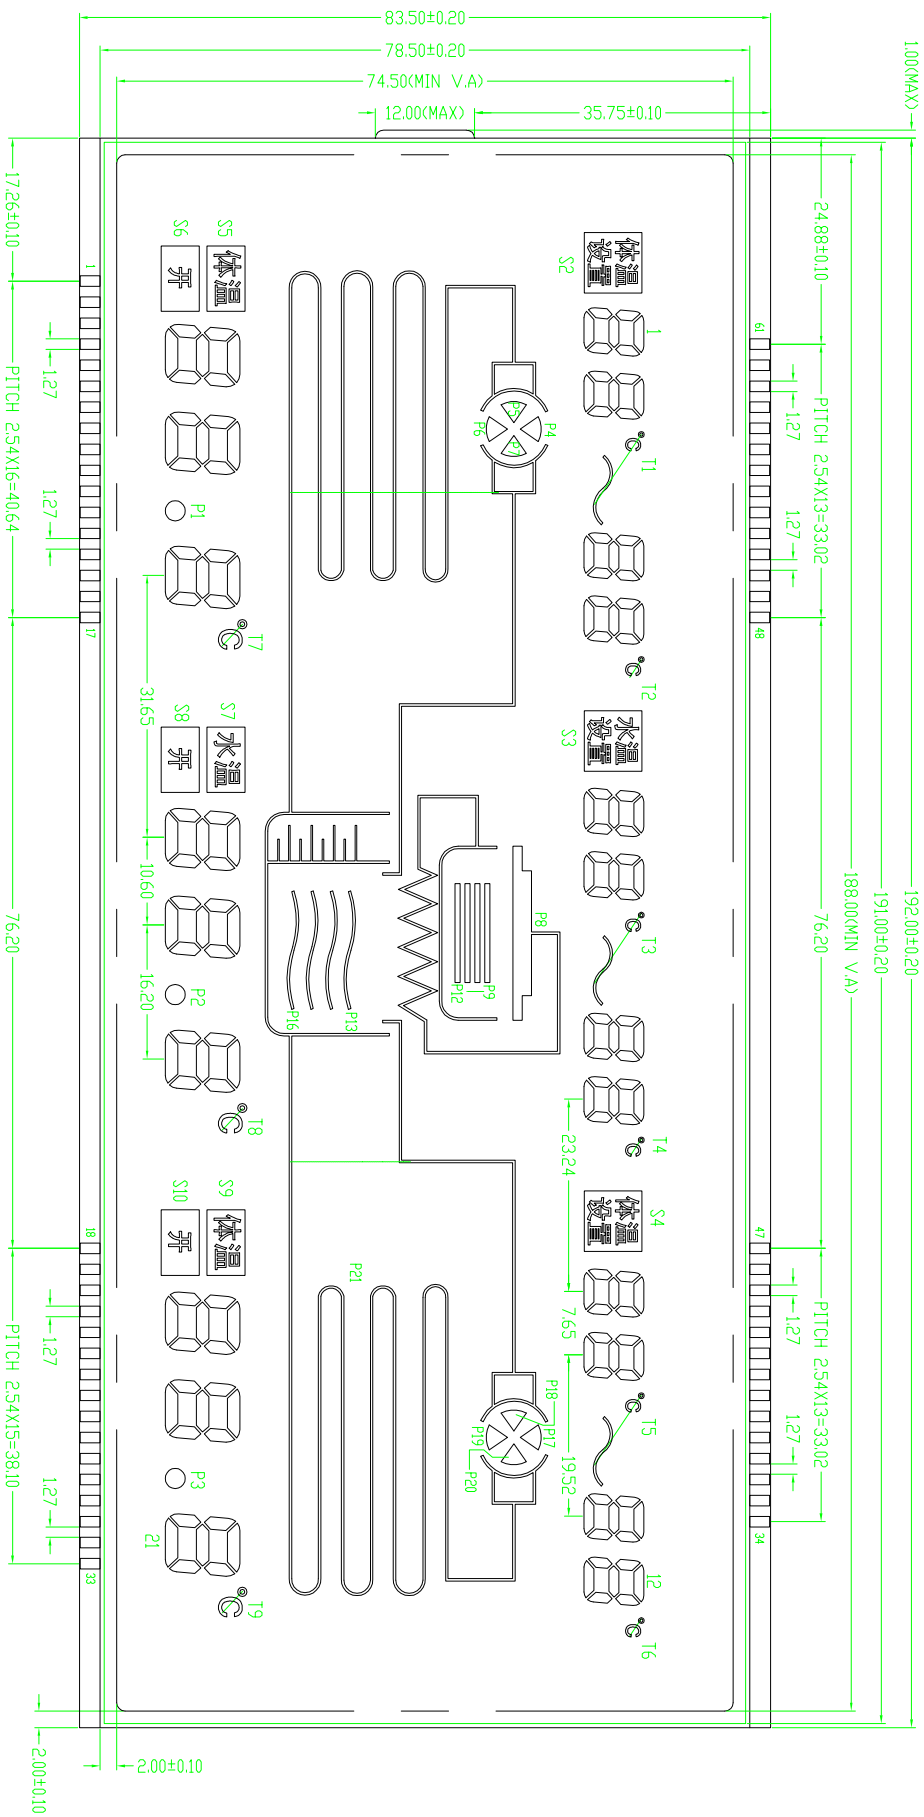 83.50±0.20
78.50±0.20
74.50(MIN V.A)
12.00(MAX)
35.75±0.10
1.00(MAX)
192.00±0.20
191.00±0.20
188.00(MIN V.A)
24.88±0.10
PITCH 2.54X13=33.02
76.20
PITCH 2.54X13=33.02
1.27
1.27
1.27
1.27
61
48
47
34
体温
设置
S2
1
℃
T1
℃
T2
水温
设置
S3
℃
T3
℃
T4
体温
设置
S4
℃
T5
12
℃
T6
23.24
7.65
19.52
P4
P5
P6
P7
P8
P9
P12
P13
P16
P17
P18
P19
P20
P21
S5
体温
S6
开
P1
℃
T7
S7
水温
S8
开
P2
℃
T8
S9
体温
S10
开
P3
21
℃
T9
31.65
10.60
16.20
1
17
18
33
1.27
1.27
1.27
1.27
17.26±0.10
PITCH 2.54X16=40.64
76.20
PITCH 2.54X15=38.10
2.00±0.10
2.00±0.10